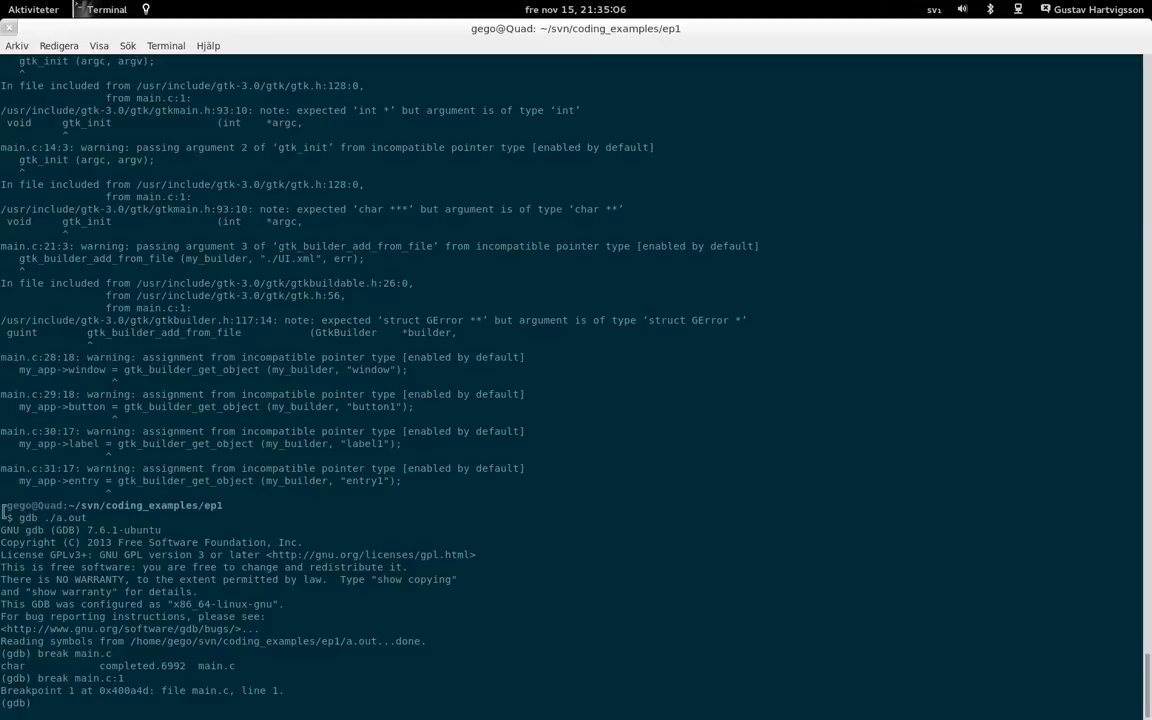 Aktiviteter Terminal fre nov 15, 21:35:06 sv₁ Gustav Hartvigsson
gego@Quad: ~/svn/coding_examples/ep1
Arkiv Redigera Visa Sök Terminal Hjälp
gtk_init (argc, argv);
^
In file included from /usr/include/gtk-3.0/gtk/gtk.h:128:0,
from main.c:1:
/usr/include/gtk-3.0/gtk/gtkmain.h:93:10: note: expected ‘int *’ but argument is of type ‘int’
void gtk_init (int *argc,
^
main.c:14:3: warning: passing argument 2 of ‘gtk_init’ from incompatible pointer type [enabled by default]
gtk_init (argc, argv);
^
In file included from /usr/include/gtk-3.0/gtk/gtk.h:128:0,
from main.c:1:
/usr/include/gtk-3.0/gtk/gtkmain.h:93:10: note: expected ‘char ***’ but argument is of type ‘char **’
void gtk_init (int *argc,
^
main.c:21:3: warning: passing argument 3 of ‘gtk_builder_add_from_file’ from incompatible pointer type [enabled by default]
gtk_builder_add_from_file (my_builder, "./UI.xml", err);
^
In file included from /usr/include/gtk-3.0/gtk/gtkbuildable.h:26:0,
from /usr/include/gtk-3.0/gtk/gtk.h:56,
from main.c:1:
/usr/include/gtk-3.0/gtk/gtkbuilder.h:117:14: note: expected ‘struct GError **’ but argument is of type ‘struct GError *’
guint gtk_builder_add_from_file (GtkBuilder *builder,
^
main.c:28:18: warning: assignment from incompatible pointer type [enabled by default]
my_app->window = gtk_builder_get_object (my_builder, "window");
^
main.c:29:18: warning: assignment from incompatible pointer type [enabled by default]
my_app->button = gtk_builder_get_object (my_builder, "button1");
^
main.c:30:17: warning: assignment from incompatible pointer type [enabled by default]
my_app->label = gtk_builder_get_object (my_builder, "label1");
^
main.c:31:17: warning: assignment from incompatible pointer type [enabled by default]
my_app->entry = gtk_builder_get_object (my_builder, "entry1");
^
╔gego@Quad:~/svn/coding_examples/ep1
╚$ gdb ./a.out
GNU gdb (GDB) 7.6.1-ubuntu
Copyright (C) 2013 Free Software Foundation, Inc.
License GPLv3+: GNU GPL version 3 or later <http://gnu.org/licenses/gpl.html>
This is free software: you are free to change and redistribute it.
There is NO WARRANTY, to the extent permitted by law.  Type "show copying"
and "show warranty" for details.
This GDB was configured as "x86_64-linux-gnu".
For bug reporting instructions, please see:
<http://www.gnu.org/software/gdb/bugs/>...
Reading symbols from /home/gego/svn/coding_examples/ep1/a.out...done.
(gdb) break main.c
char completed.6992 main.c
(gdb) break main.c:1
Breakpoint 1 at 0x400a4d: file main.c, line 1.
(gdb)